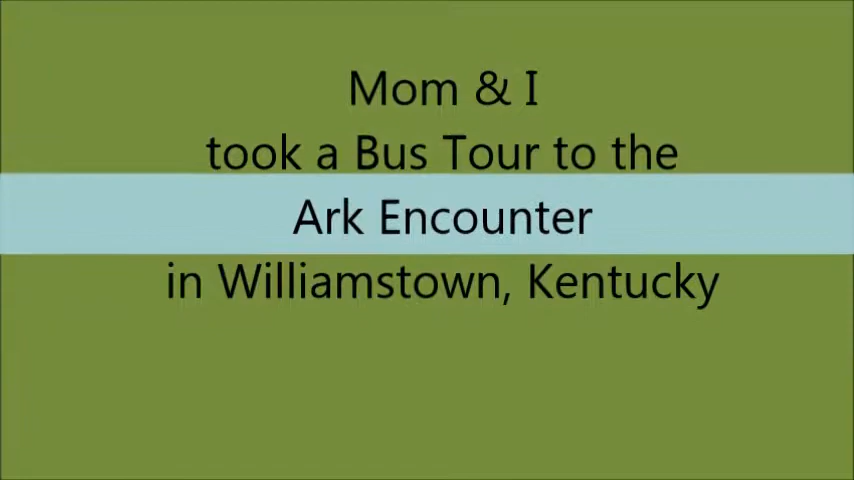 Mom & I
took a Bus Tour to the
Ark Encounter
in Williamstown, Kentucky